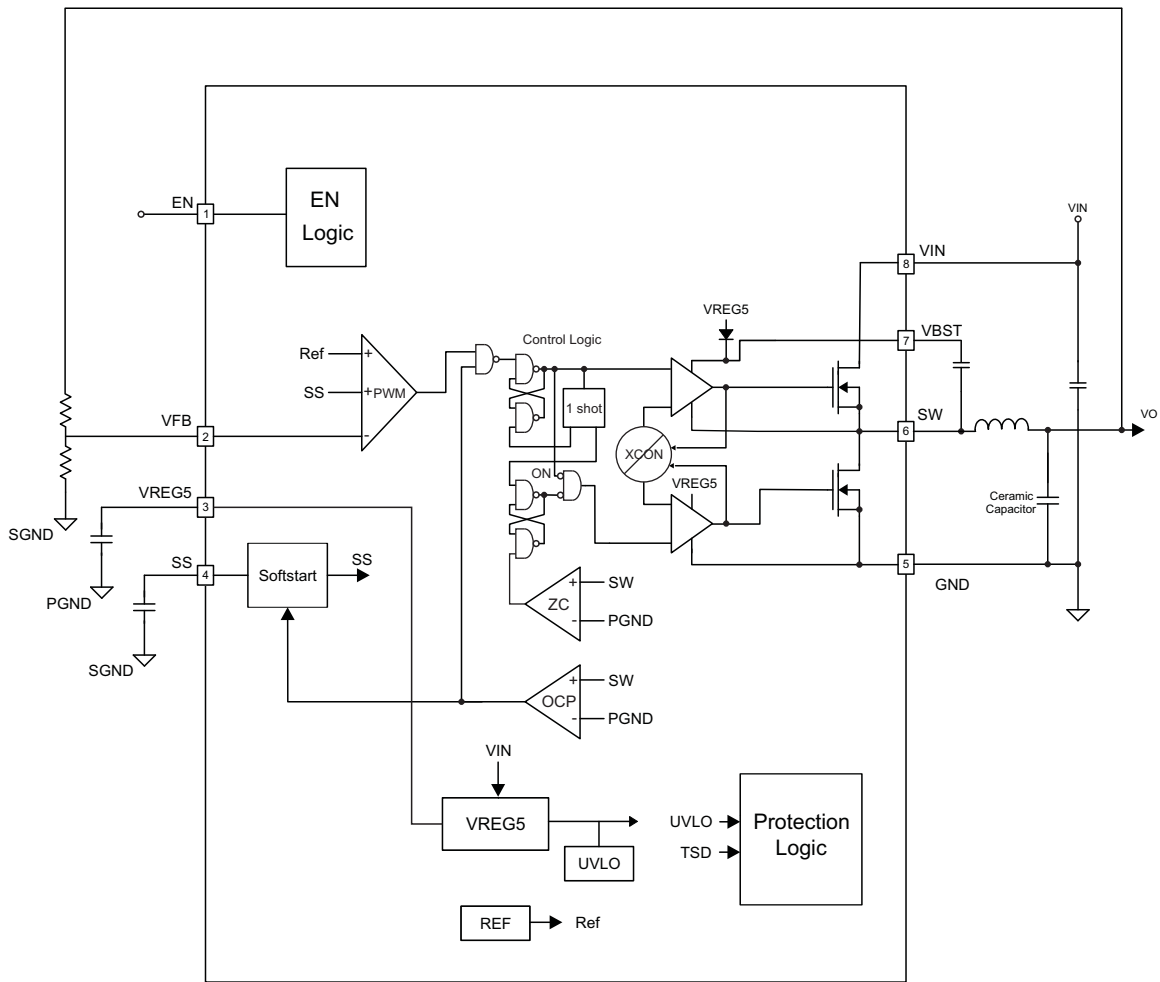 EN
1
EN
Logic
VIN
VIN
8
VREG5
VBST
7
Control Logic
Ref
+
SS
+
PWM
-
1 shot
SW
6
VO
VFB
2
XCON
ON
VREG5
Ceramic
Capacitor
VREG5
3
SGND
SS
4
Softstart
SS
5
GND
PGND
SGND
+
SW
ZC
-
PGND
+
SW
OCP
-
PGND
VIN
VREG5
UVLO
UVLO
TSD
Protection
Logic
REF
Ref